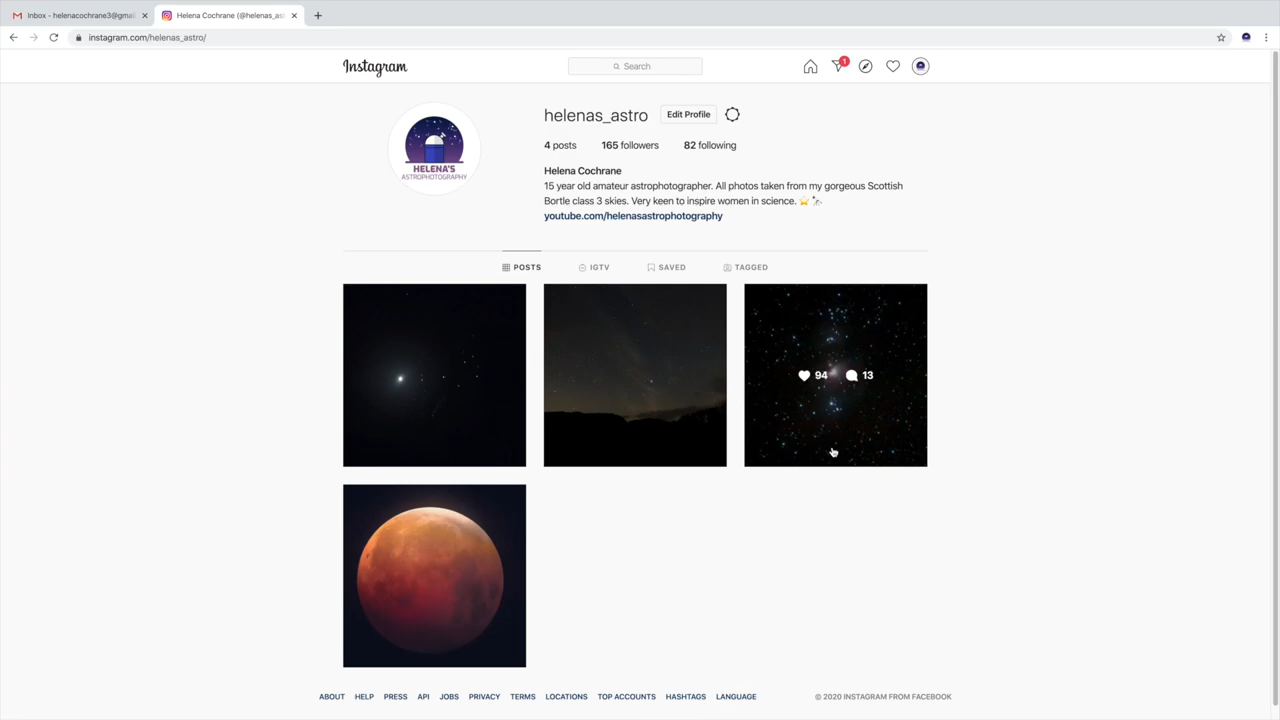 Inbox - helenacochrane3@gmai
Helena Cochrane (@helenas_ast
instagram.com/helenas_astro/
Instagram
Search
1
helenas_astro
Edit Profile
4 posts
165 followers
82 following
HELENA'S
ASTROPHOTOGRAPHY
Helena Cochrane
15 year old amateur astrophotographer. All photos taken from my gorgeous Scottish
Bortle class 3 skies. Very keen to inspire women in science. ⭐ 🔭
youtube.com/helenasastrophotography
POSTS
IGTV
SAVED
TAGGED
94
13
ABOUT
HELP
PRESS
API
JOBS
PRIVACY
TERMS
LOCATIONS
TOP ACCOUNTS
HASHTAGS
LANGUAGE
© 2020 INSTAGRAM FROM FACEBOOK